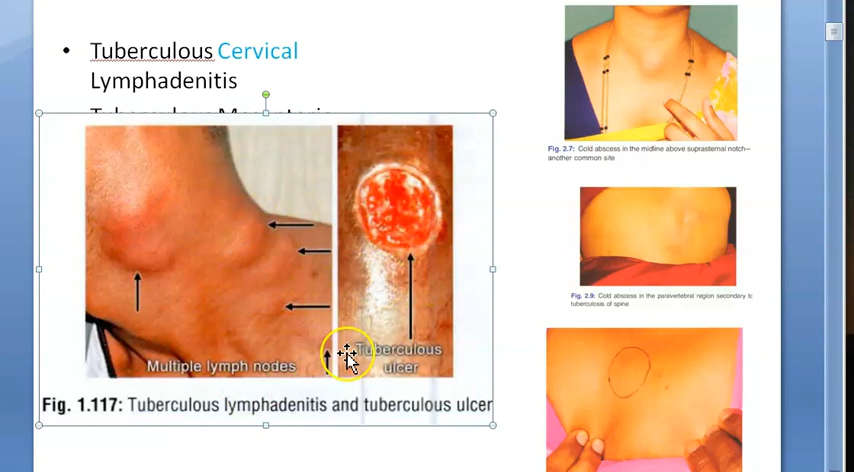 • Tuberculous Cervical
Lymphadenitis
Multiple lymph nodes
Tuberculous
ulcer
Fig. 1.117: Tuberculous lymphadenitis and tuberculous ulcer
Fig. 2.7: Cold abscess in the midline above suprasternal notch—
another common site
Fig. 2.9: Cold abscess in the paravertebral region secondary to
tuberculosis of spine